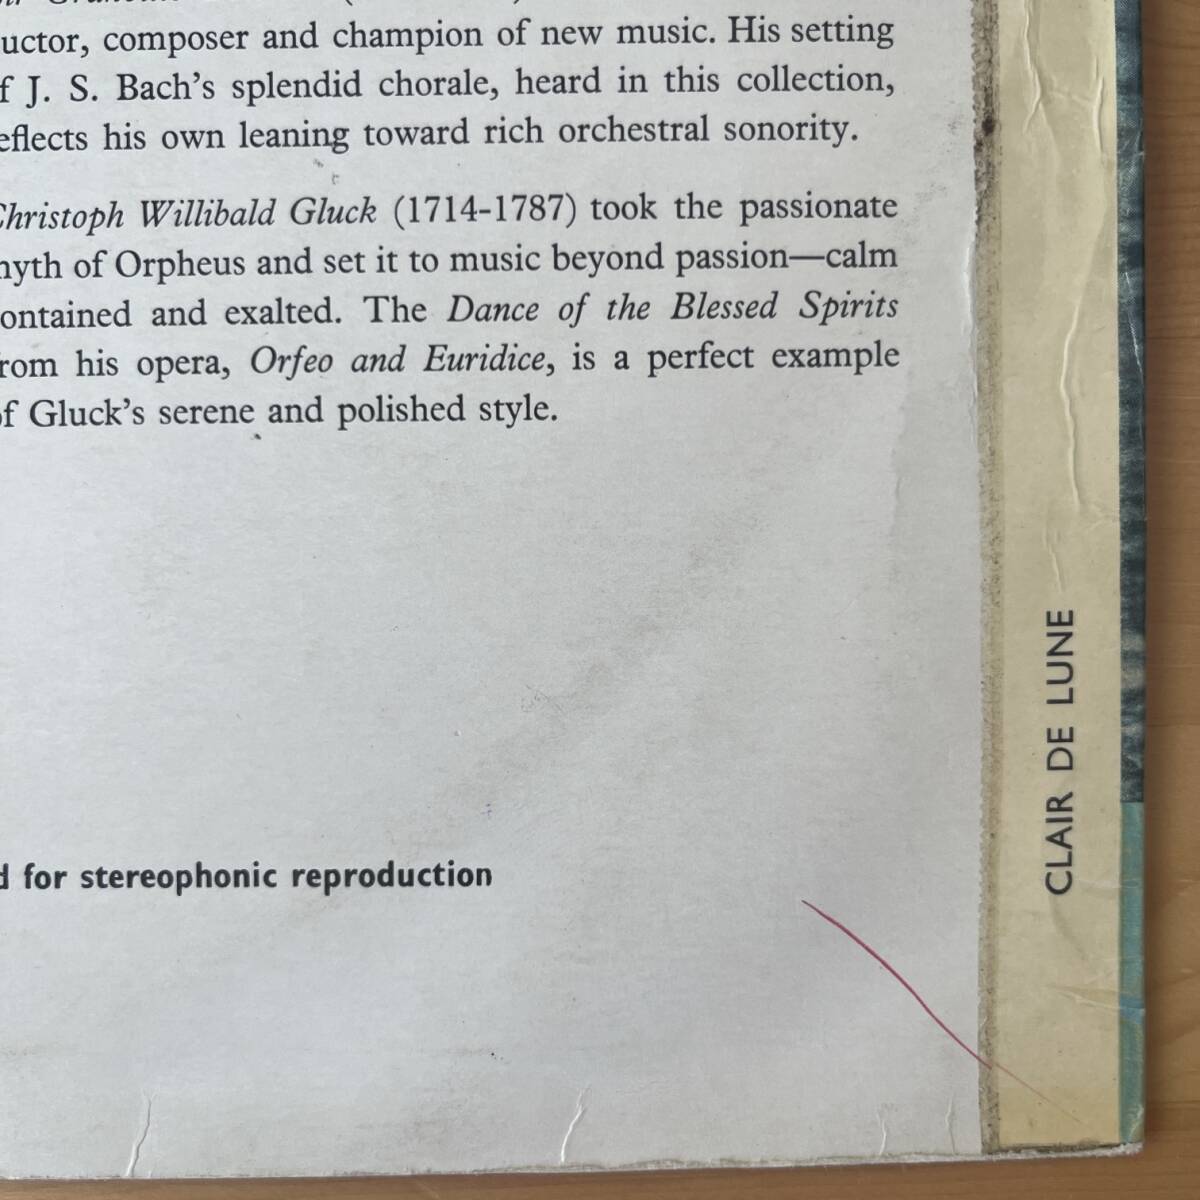 uctor, composer and champion of new music. His setting
f J. S. Bach's splendid chorale, heard in this collection,
eflects his own leaning toward rich orchestral sonority.
Christoph Willibald Gluck (1714-1787) took the passionate
nyth of Orpheus and set it to music beyond passion—calm
ontained and exalted. The Dance of the Blessed Spirits
rom his opera, Orfeo and Euridice, is a perfect example
of Gluck's serene and polished style.
d for stereophonic reproduction
CLAIR DE LUNE